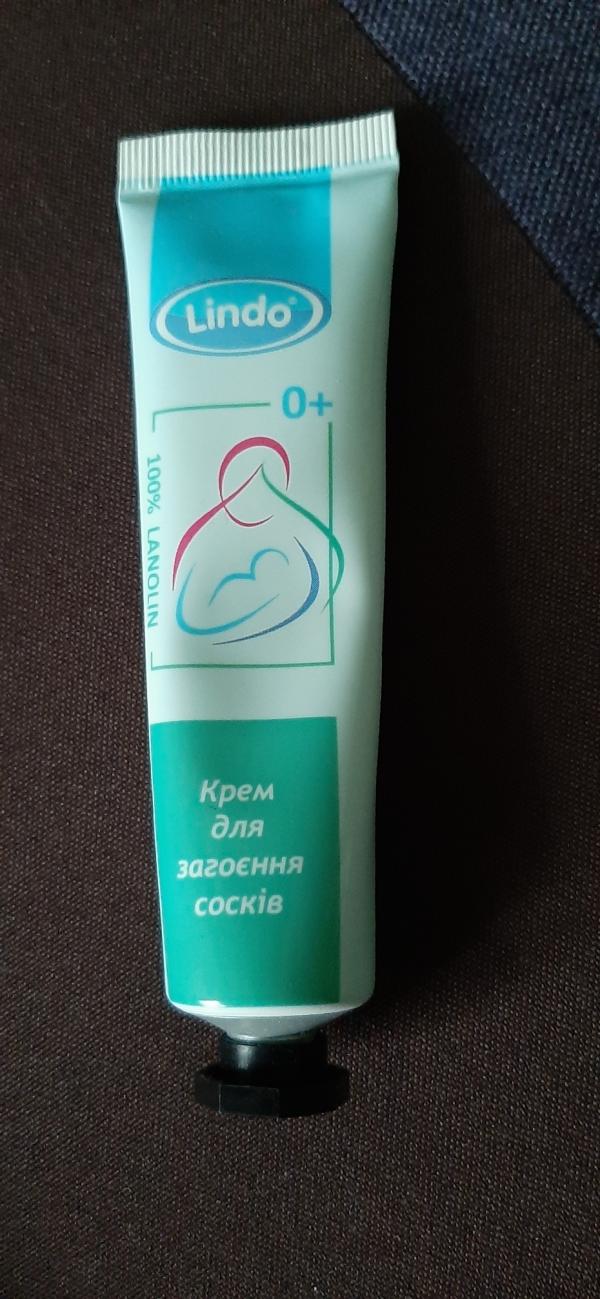 Lindo®
0+
100% LANOLIN
Крем
для
загоєння
сосків